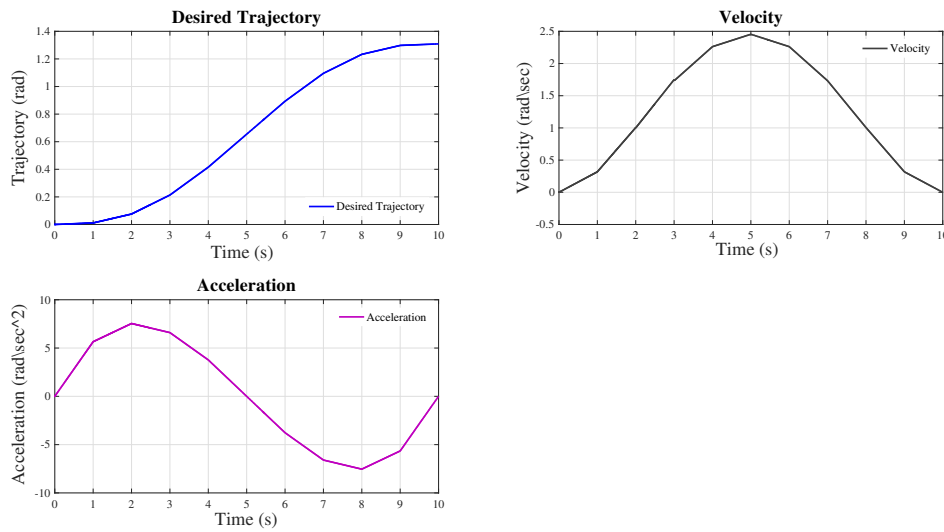 Desired Trajectory
1.4
1.2
1
0.8
0.6
0.4
0.2
0
Trajectory (rad)
Desired Trajectory
0 1 2 3 4 5 6 7 8 9 10
Time (s)
Velocity
2.5
2
1.5
1
0.5
0
-0.5
Velocity (rad\sec)
Velocity
0 1 2 3 4 5 6 7 8 9 10
Time (s)
Acceleration
10
5
0
-5
-10
Acceleration (rad\sec^2)
Acceleration
0 1 2 3 4 5 6 7 8 9 10
Time (s)